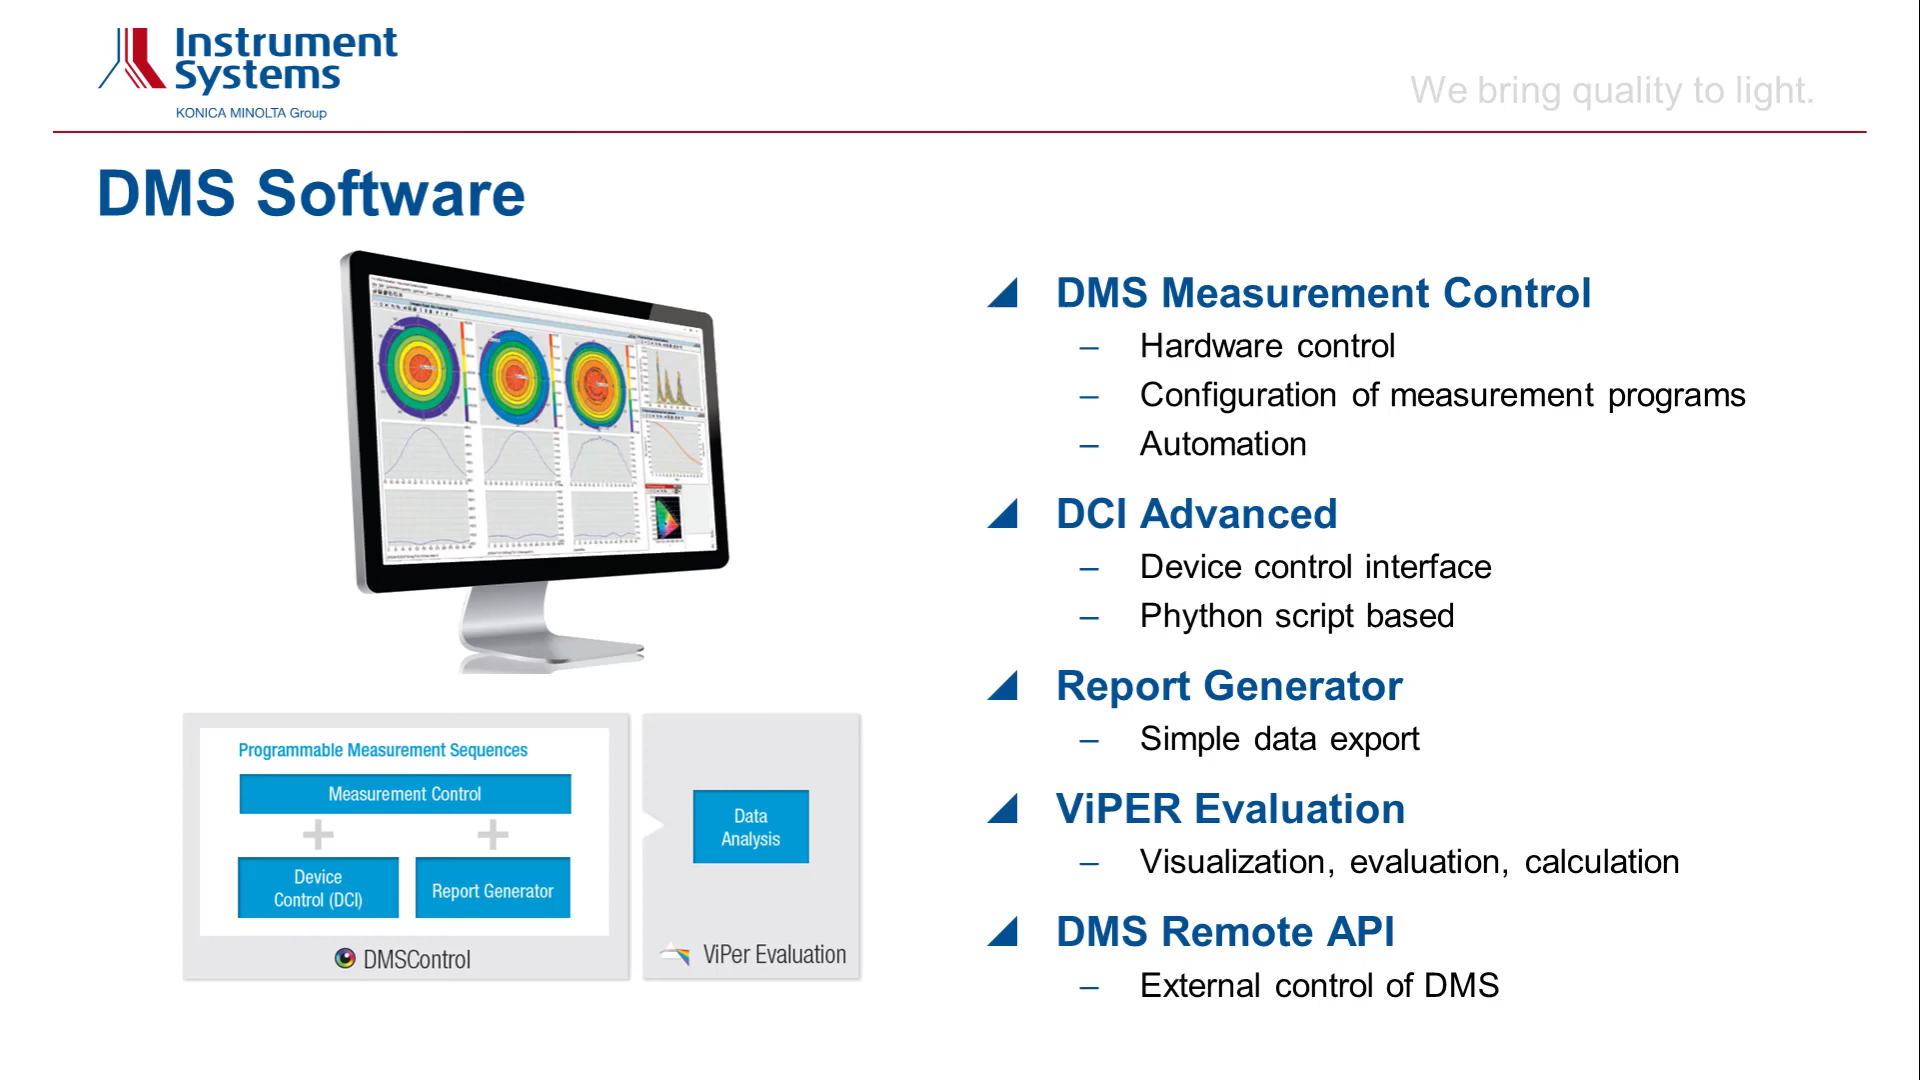 Instrument
Systems
KONICA MINOLTA Group
We bring quality to light.
DMS Software
DMS Measurement Control
– Hardware control
– Configuration of measurement programs
– Automation
DCI Advanced
– Device control interface
– Phython script based
Report Generator
– Simple data export
ViPER Evaluation
– Visualization, evaluation, calculation
DMS Remote API
– External control of DMS
Programmable Measurement Sequences
Measurement Control
+ +
Device
Control (DCI)
Report Generator
DMSControl
Data
Analysis
ViPer Evaluation